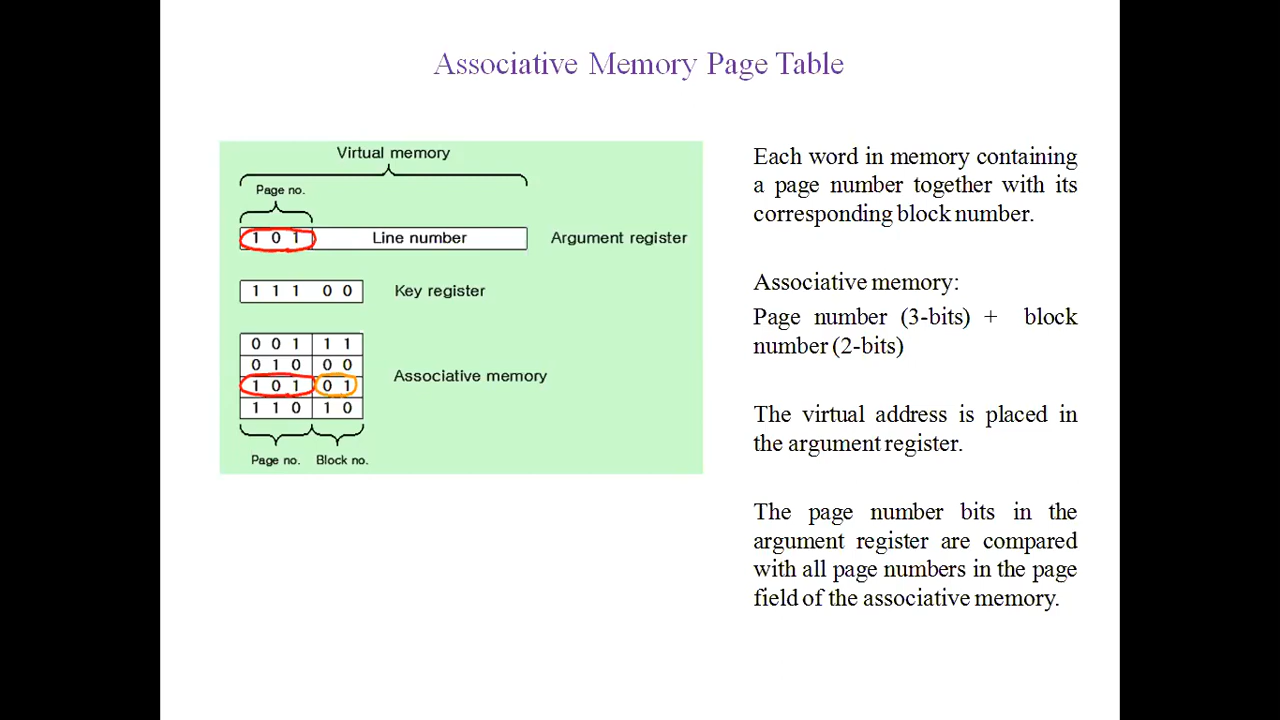 Associative Memory Page Table
Virtual memory
Page no.
1 0 1 Line number Argument register
1 1 1 0 0 Key register
0 0 1 1 1
0 1 0 0 0
1 0 1 0 1
Associative memory
1 1 0 1 0
Page no. Block no.
Each word in memory containing
a page number together with its
corresponding block number.
Associative memory:
Page number (3-bits) + block
number (2-bits)
The virtual address is placed in
the argument register.
The page number bits in the
argument register are compared
with all page numbers in the page
field of the associative memory.